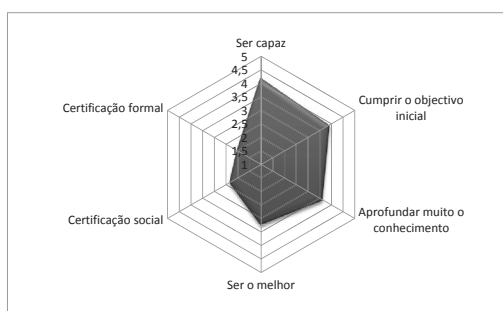 Ser capaz
5
4,5
4
3,5
3
2,5
2
1,5
1
Cumprir o objectivo
inicial
Aprofundar muito o
conhecimento
Ser o melhor
Certificação social
Certificação formal